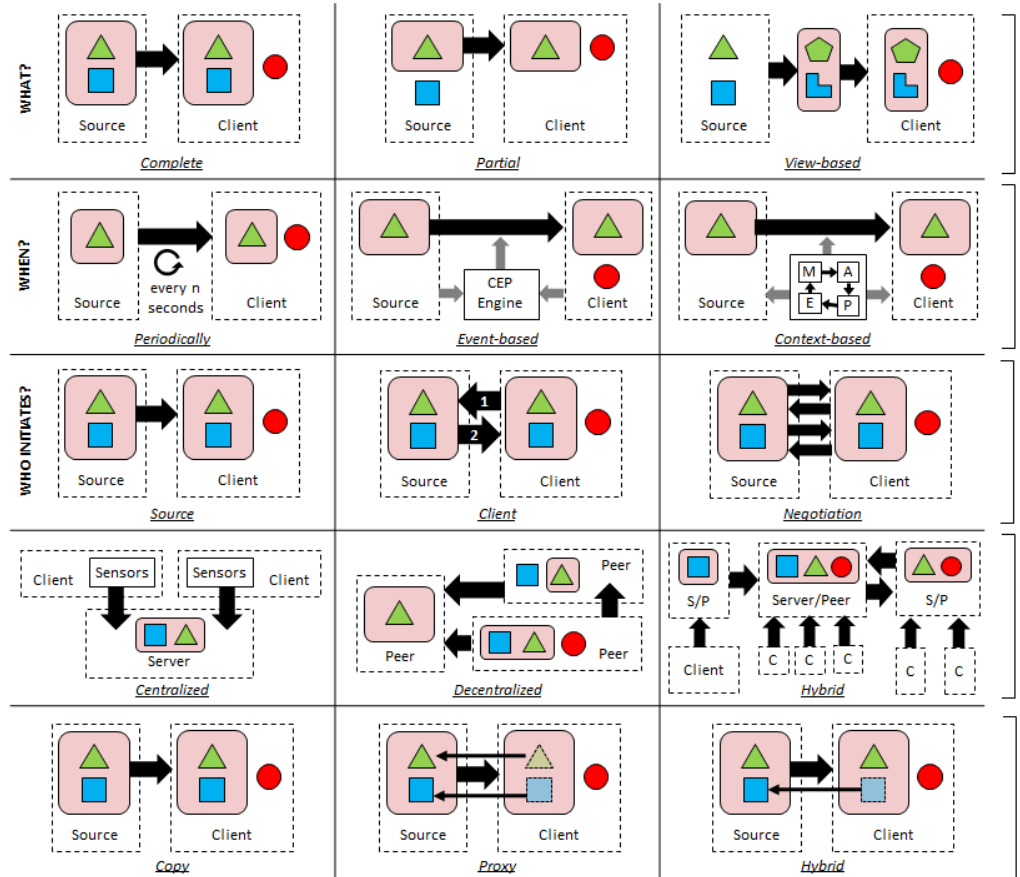 WHAT?
Source
Client
Complete
Source
Client
Partial
Source
Client
View-based
WHEN?
Source
every n
seconds
Client
Periodically
Source
CEP
Engine
Client
Event-based
Source
M
A
E
P
Client
Context-based
WHO INITIATES?
Source
Client
Source
1
2
Source
Client
Client
Source
Client
Negotiation
Client
Sensors
Sensors
Client
Server
Centralized
Peer
Peer
Peer
Decentralized
S/P
Server/Peer
S/P
Client
C
C
C
C
C
Hybrid
Source
Client
Copy
Source
Client
Proxy
Source
Client
Hybrid